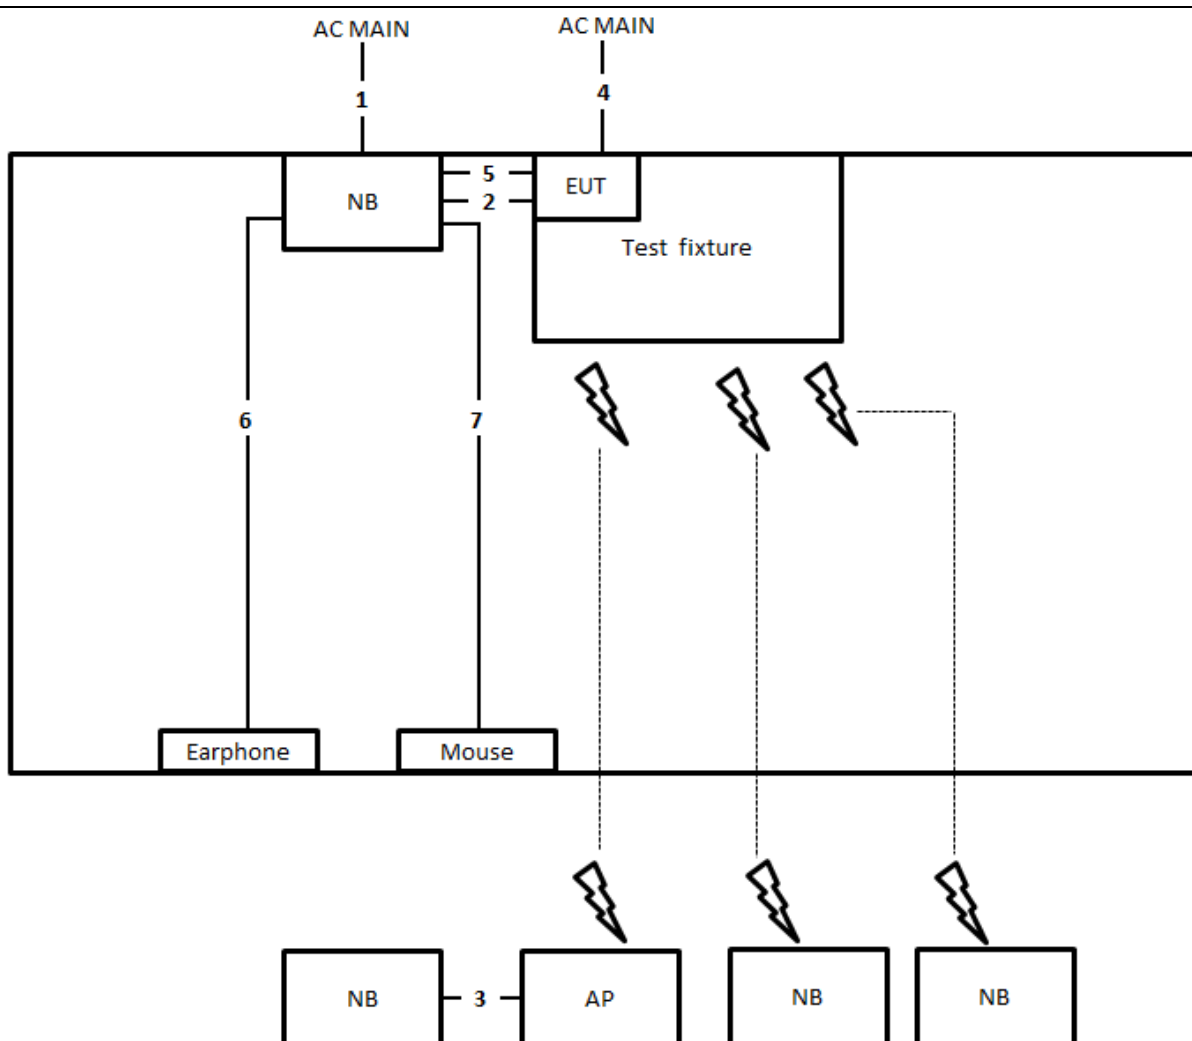 AC MAIN
AC MAIN
1
4
NB
5
2
EUT
Test fixture
6
7
Earphone
Mouse
NB
3
AP
NB
NB